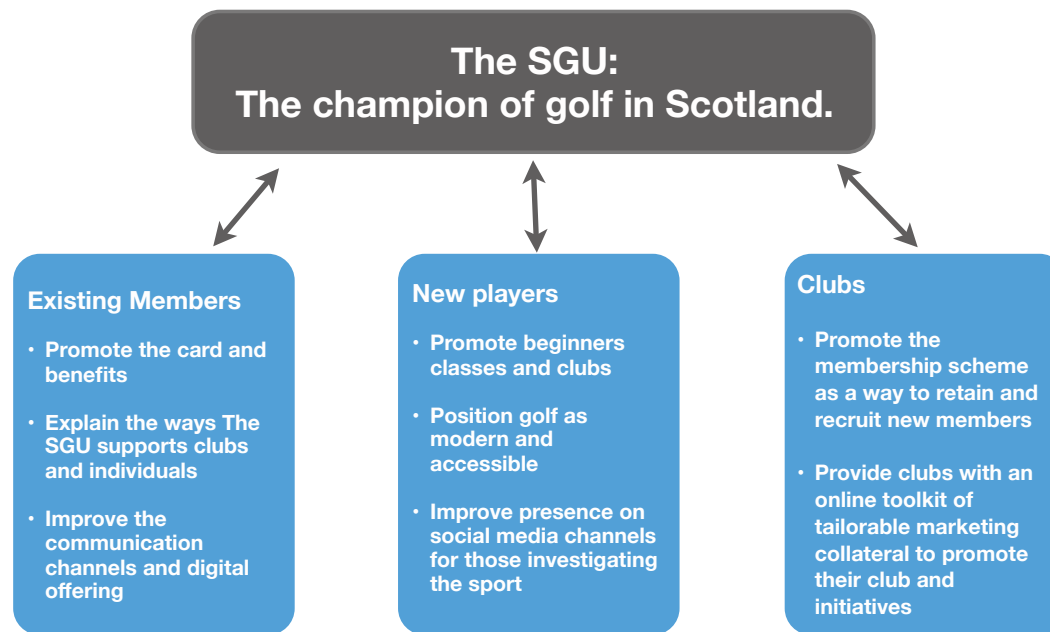 The SGU:
The champion of golf in Scotland.
Existing Members
• Promote the card and
benefits
• Explain the ways The
SGU supports clubs
and individuals
• Improve the
communication
channels and digital
offering
New players
• Promote beginners
classes and clubs
• Position golf as
modern and
accessible
• Improve presence on
social media channels
for those investigating
the sport
Clubs
• Promote the
membership scheme
as a way to retain and
recruit new members
• Provide clubs with an
online toolkit of
tailorable marketing
collateral to promote
their club and
initiatives